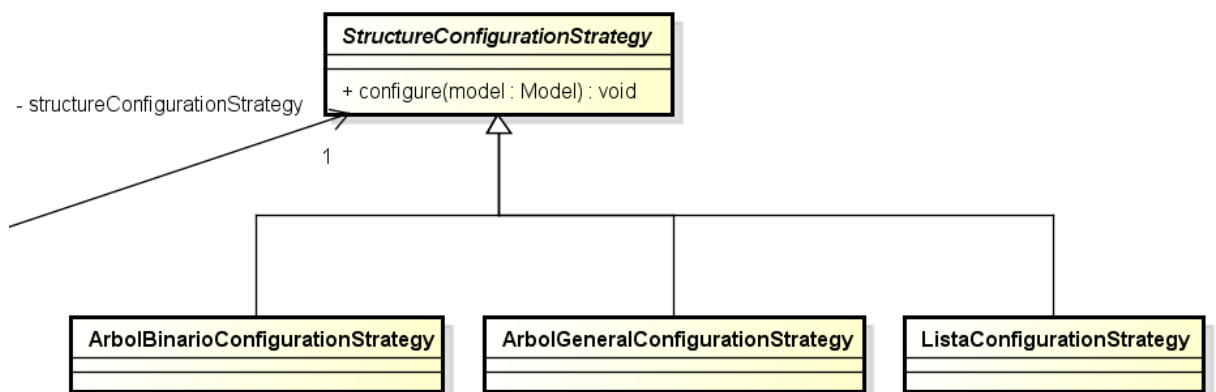 StructureConfigurationStrategy
+ configure(model : Model) : void
- structureConfigurationStrategy
1
ArbolBinarioConfigurationStrategy
ArbolGeneralConfigurationStrategy
ListaConfigurationStrategy